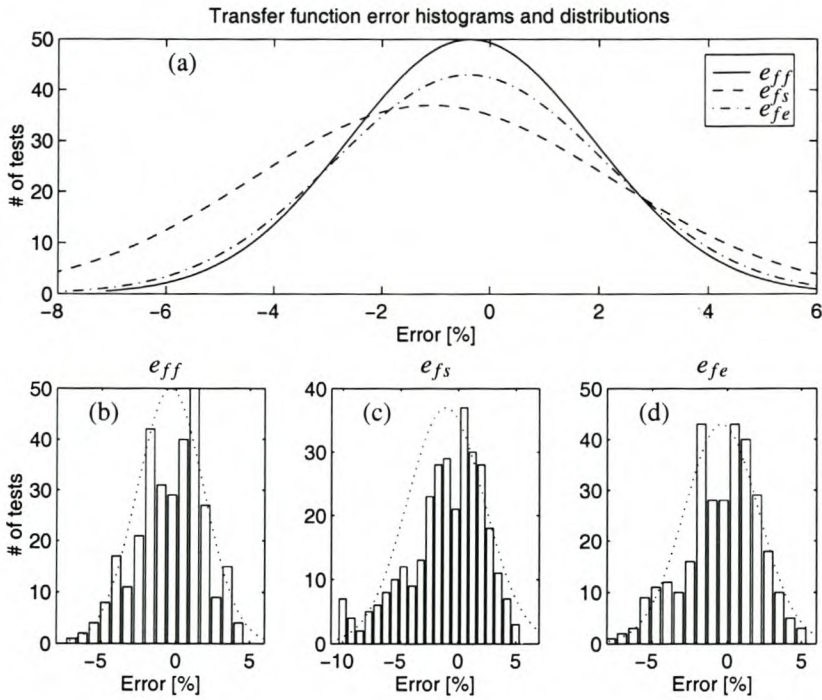 Transfer function error histograms and distributions
50
40
30
20
10
0
# of tests
(a)
e_ff
e_fs
e_fe
−8 −6 −4 −2 0 2 4 6
Error [%]
e_ff
50
40
30
20
10
0
# of tests
(b)
−5 0 5
Error [%]
e_fs
40
30
20
10
0
(c)
−10 −5 0 5
Error [%]
e_fe
50
40
30
20
10
0
(d)
−5 0 5
Error [%]